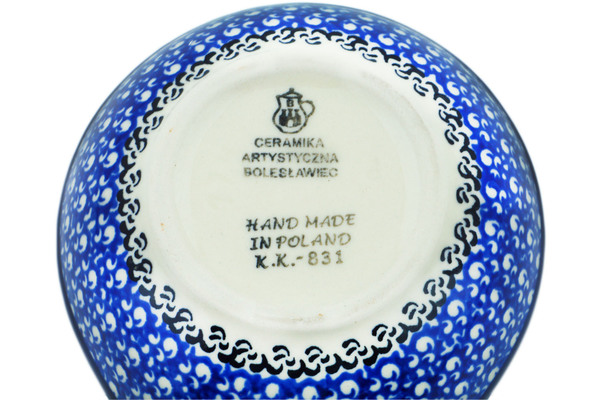 B
CERAMIKA
ARTYSTYCZNA
BOLESŁAWIEC
HAND MADE
IN POLAND
K.K.-831